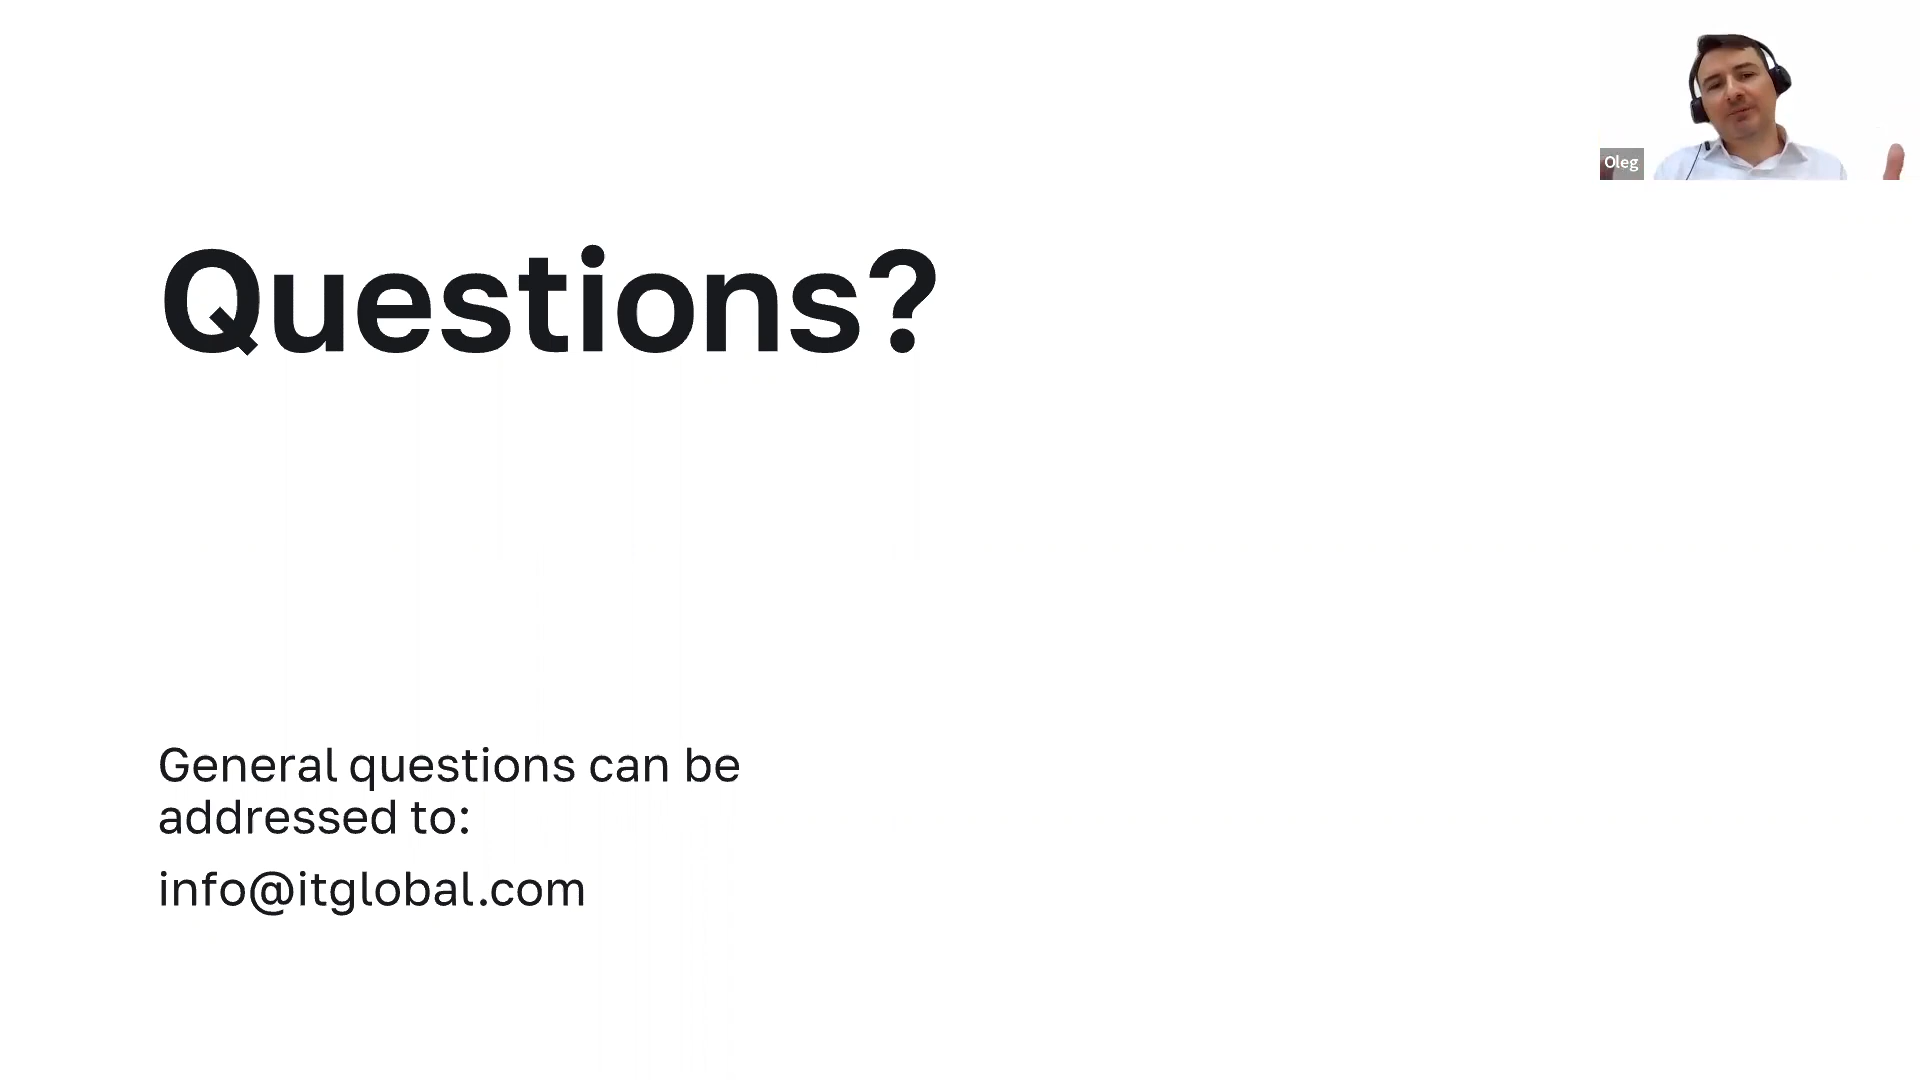 Oleg
Questions?
General questions can be
addressed to:
info@itglobal.com